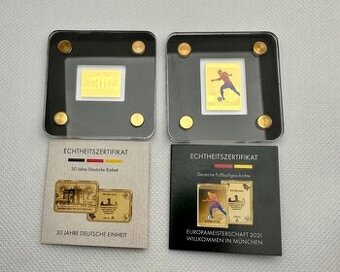 ECHTHEITSZERTIFIKAT
30 Jahre Deutsche Einheit
30 JAHRE DEUTSCHE EINHEIT
ECHTHEITSZERTIFIKAT
Deutsche Fußballgeschichte
EUROPAMEISTERSCHAFT 2021
WILLKOMMEN IN MÜNCHEN